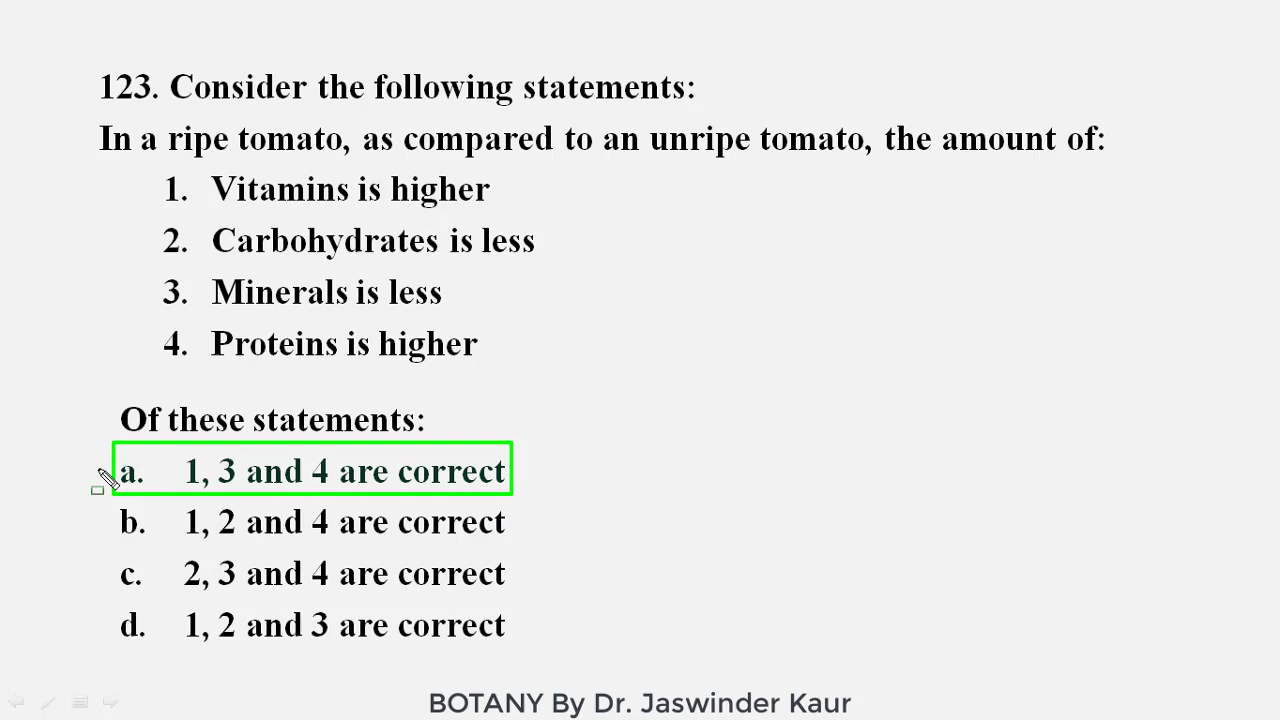 123. Consider the following statements:
In a ripe tomato, as compared to an unripe tomato, the amount of:
1. Vitamins is higher
2. Carbohydrates is less
3. Minerals is less
4. Proteins is higher
Of these statements:
a. 1, 3 and 4 are correct
b. 1, 2 and 4 are correct
c. 2, 3 and 4 are correct
d. 1, 2 and 3 are correct
BOTANY By Dr. Jaswinder Kaur